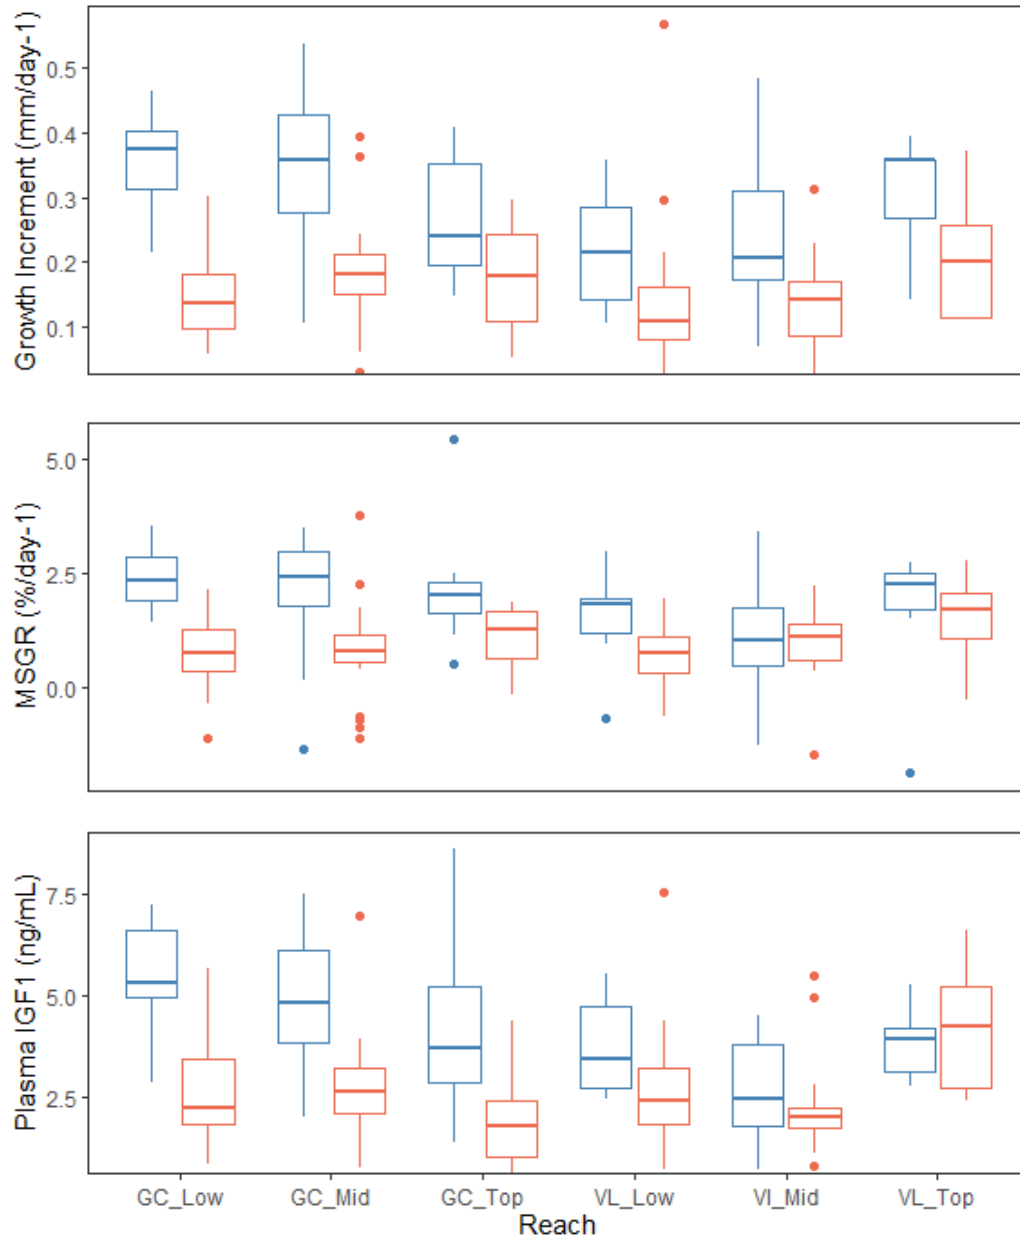 Growth Increment (mm/day-1)
0.5
0.4
0.3
0.2
0.1
MSGR (%/day-1)
5.0
2.5
0.0
Plasma IGF1 (ng/mL)
7.5
5.0
2.5
GC_Low GC_Mid GC_Top VL_Low VI_Mid VL_Top
Reach